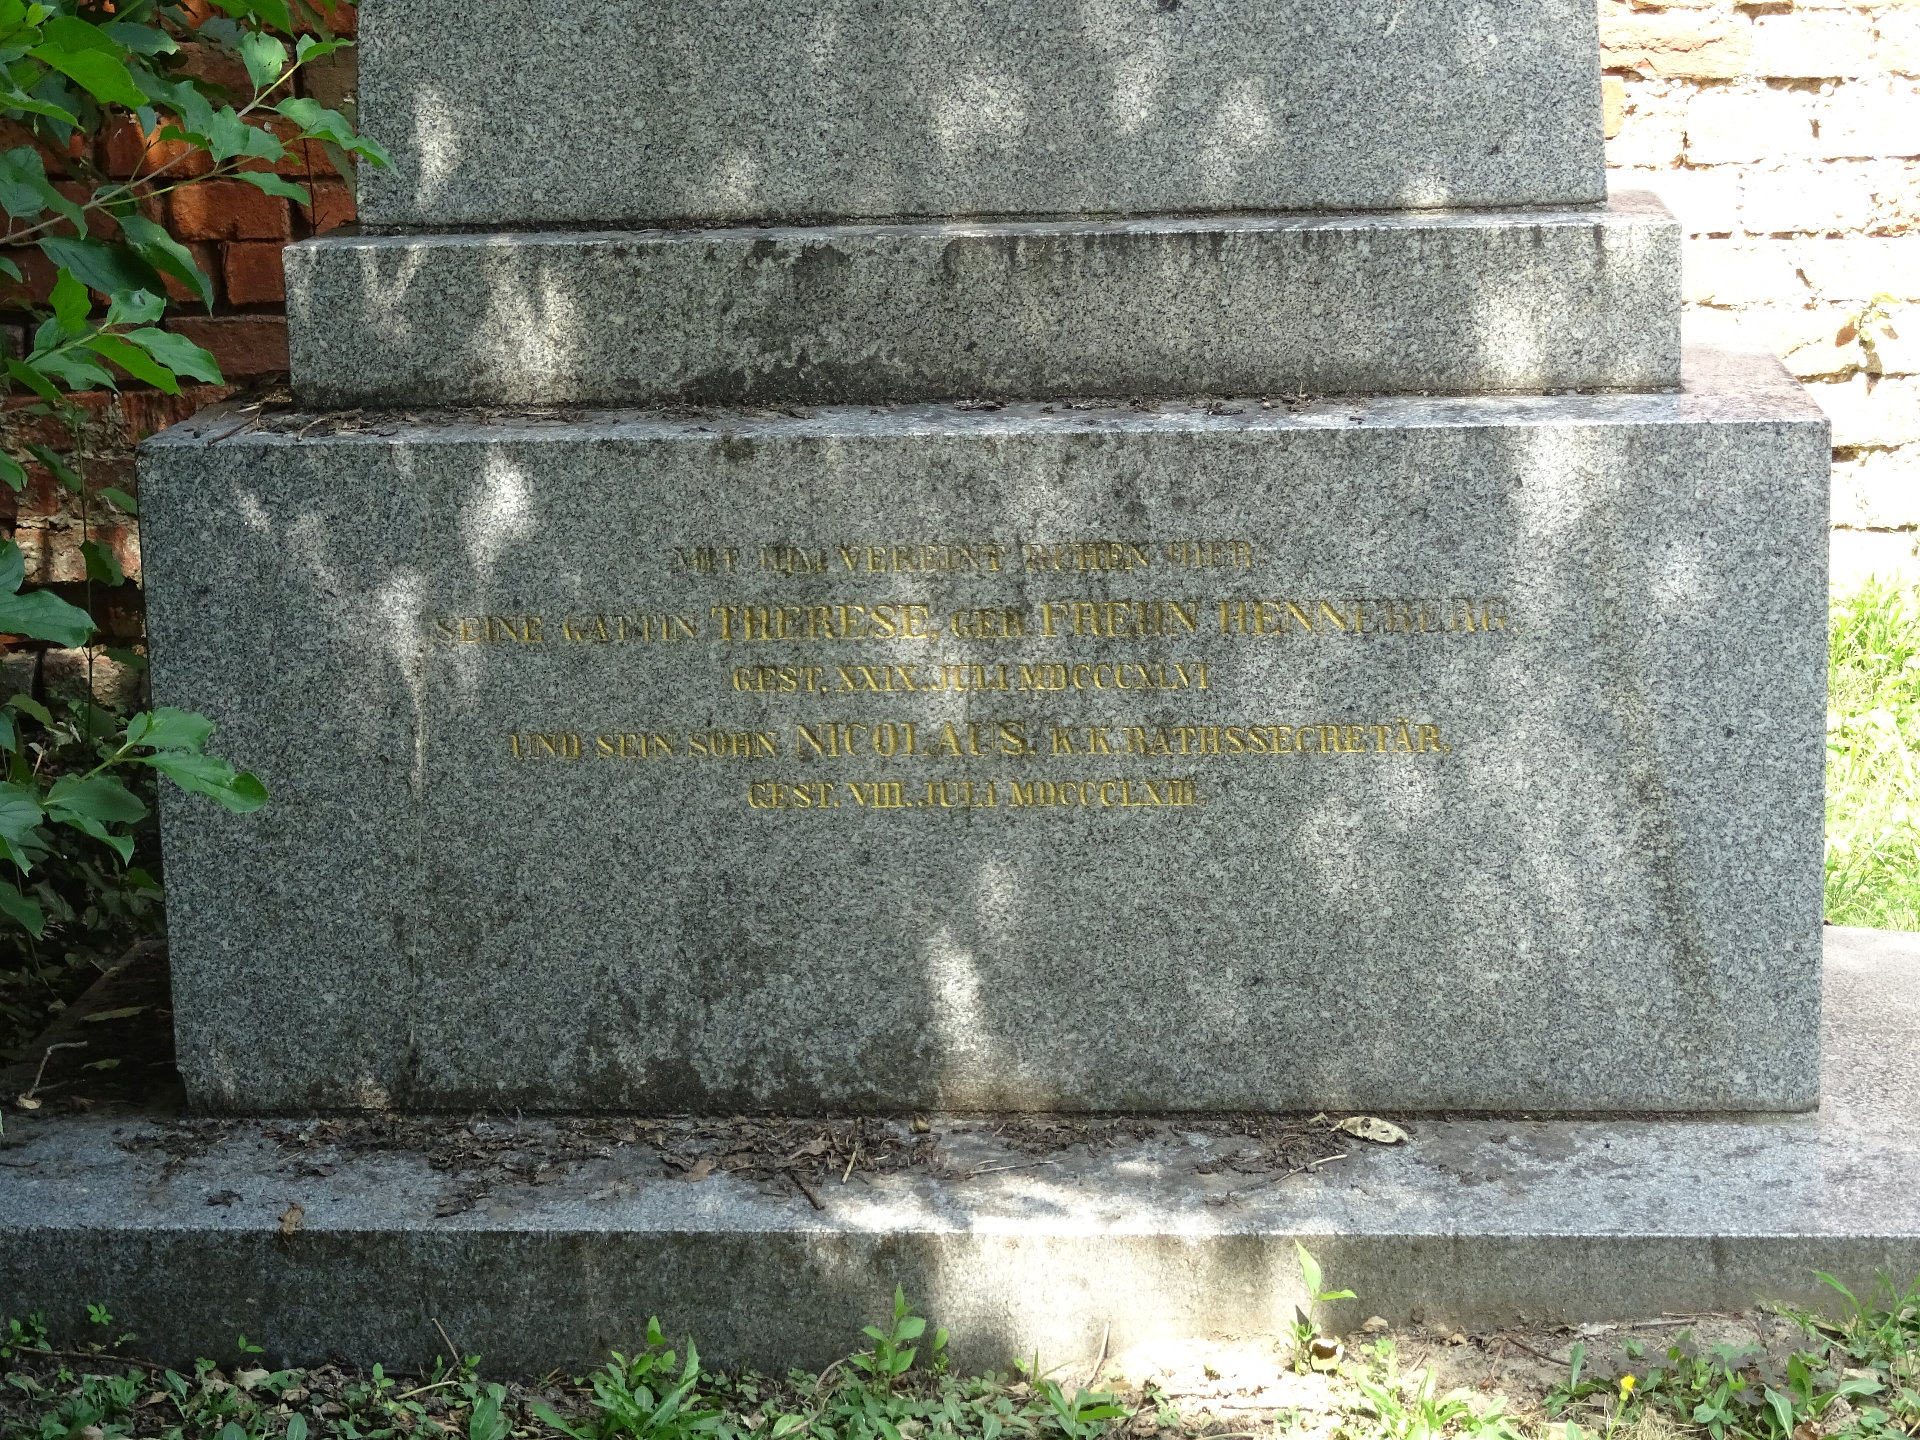 MIT IHM VEREINT RUHEN HIER:
SEINE GATTIN THERESE, GEB. FREIIN HENNEBERG
GEST. XXIX. JULI MDCCCXLVI
UND SEIN SOHN NICOLAUS, K. K. RATHSSECRETÄR.
GEST. VIII. JULI MDCCCLXIII.